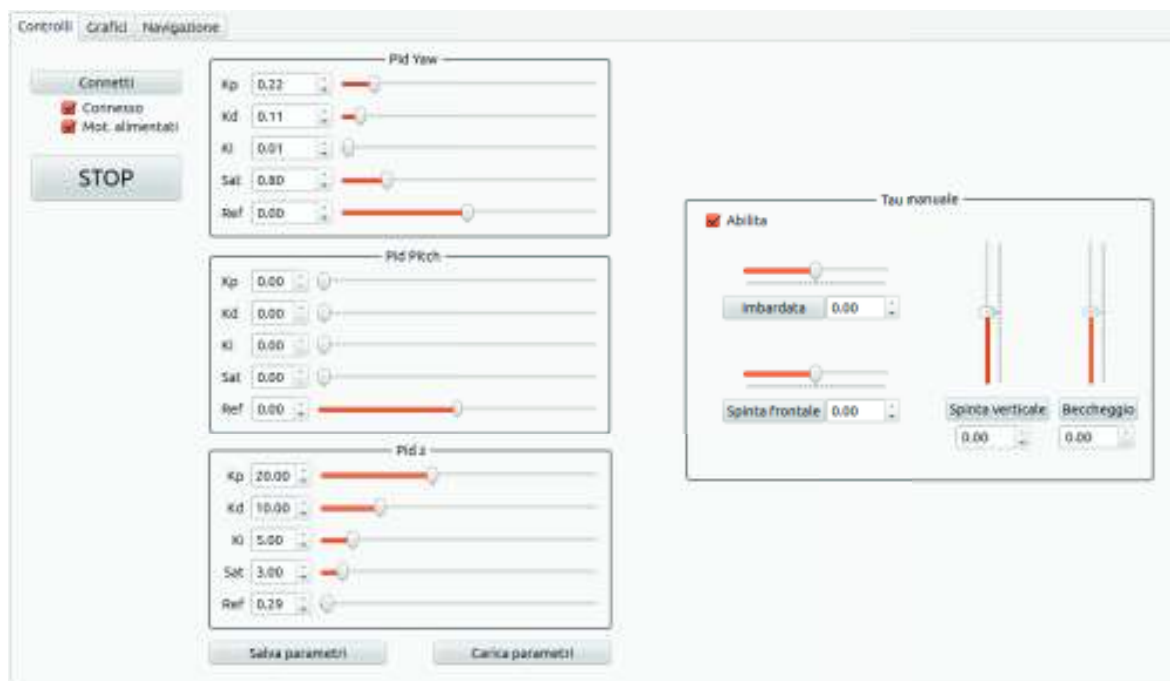 Controlli Grafici Navigazione
Connetti
Connesso
Mot. alimentati
STOP
Pid Yaw
Kp 0.22
Kd 0.11
Ki 0.01
Sat 0.80
Ref 0.00
Pid Pitch
Kp 0.00
Kd 0.00
Ki 0.00
Sat 0.00
Ref 0.00
Pid z
Kp 20.00
Kd 10.00
Ki 5.00
Sat 3.00
Ref 0.29
Salva parametri Carica parametri
Tau manuale
Abilita
Imbardata 0.00
Spinta frontale 0.00
Spinta verticale Beccheggio
0.00 0.00